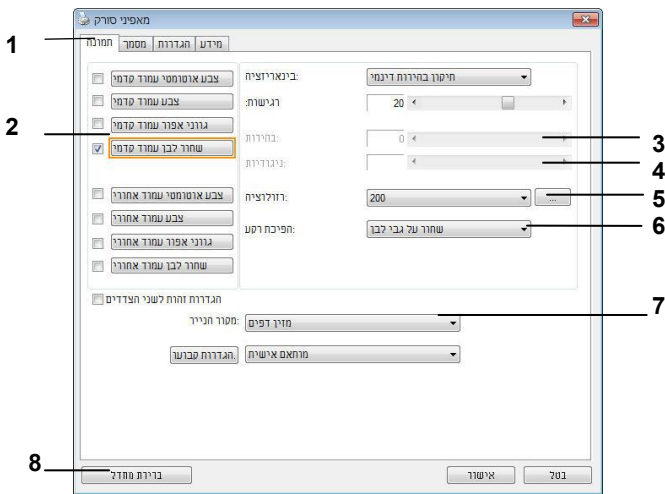 מאפיני סורק
1
תמונה מסמך הגדרות מידע
2
צבע אוטומטי עמוד קדמי
צבע עמוד קדמי
גווני אפור עמוד קדמי
שחור לבן עמוד קדמי
צבע אוטומטי עמוד אחורי
צבע עמוד אחורי
גווני אפור עמוד אחורי
שחור לבן עמוד אחורי
בינאריזציה: תיקון בהירות דינמי
רגישות: 20
בהירות: 0 3
ניגודיות: 4
רזולוציה: 200 ... 5
הפיכת רקע: שחור על גבי לבן 6
הגדרות זהות לשני הצדדים
מקור הנייר: מזין דפים 7
הגדרות קבוער. מותאם אישית
8
ברירת מחדל אישור בטל